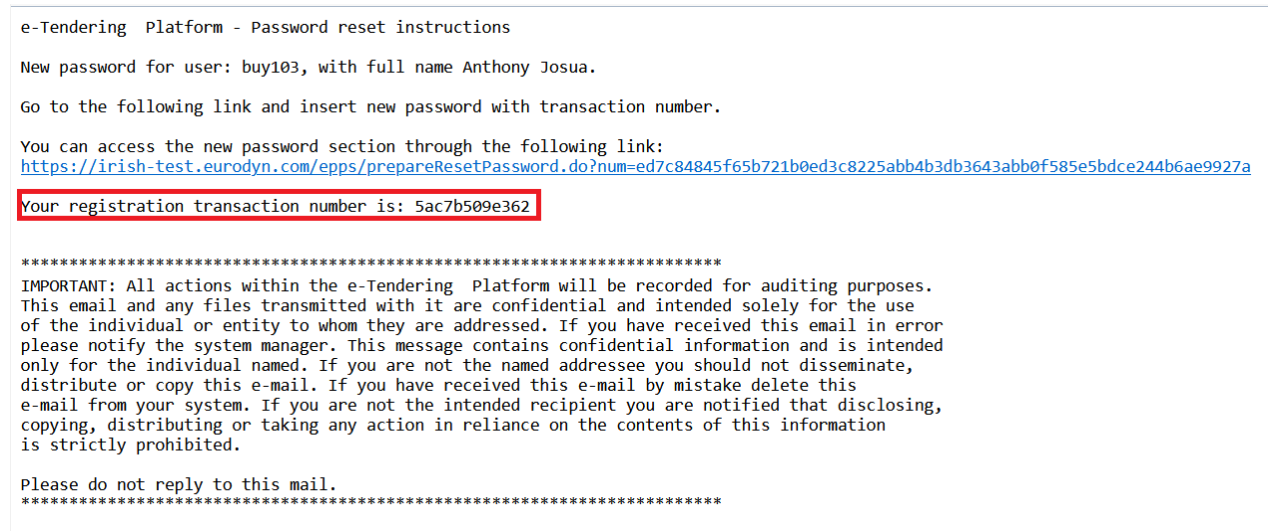 e-Tendering  Platform - Password reset instructions
New password for user: buy103, with full name Anthony Josua.
Go to the following link and insert new password with transaction number.
You can access the new password section through the following link:
https://irish-test.eurodyn.com/epps/prepareResetPassword.do?num=ed7c84845f65b721b0ed3c8225abb4b3db3643abb0f585e5bdce244b6ae9927a
Your registration transaction number is: 5ac7b509e362
*************************************************************************
IMPORTANT: All actions within the e-Tendering  Platform will be recorded for auditing purposes.
This email and any files transmitted with it are confidential and intended solely for the use
of the individual or entity to whom they are addressed. If you have received this email in error
please notify the system manager. This message contains confidential information and is intended
only for the individual named. If you are not the named addressee you should not disseminate,
distribute or copy this e-mail. If you have received this e-mail by mistake delete this
e-mail from your system. If you are not the intended recipient you are notified that disclosing,
copying, distributing or taking any action in reliance on the contents of this information
is strictly prohibited.
Please do not reply to this mail.
*************************************************************************